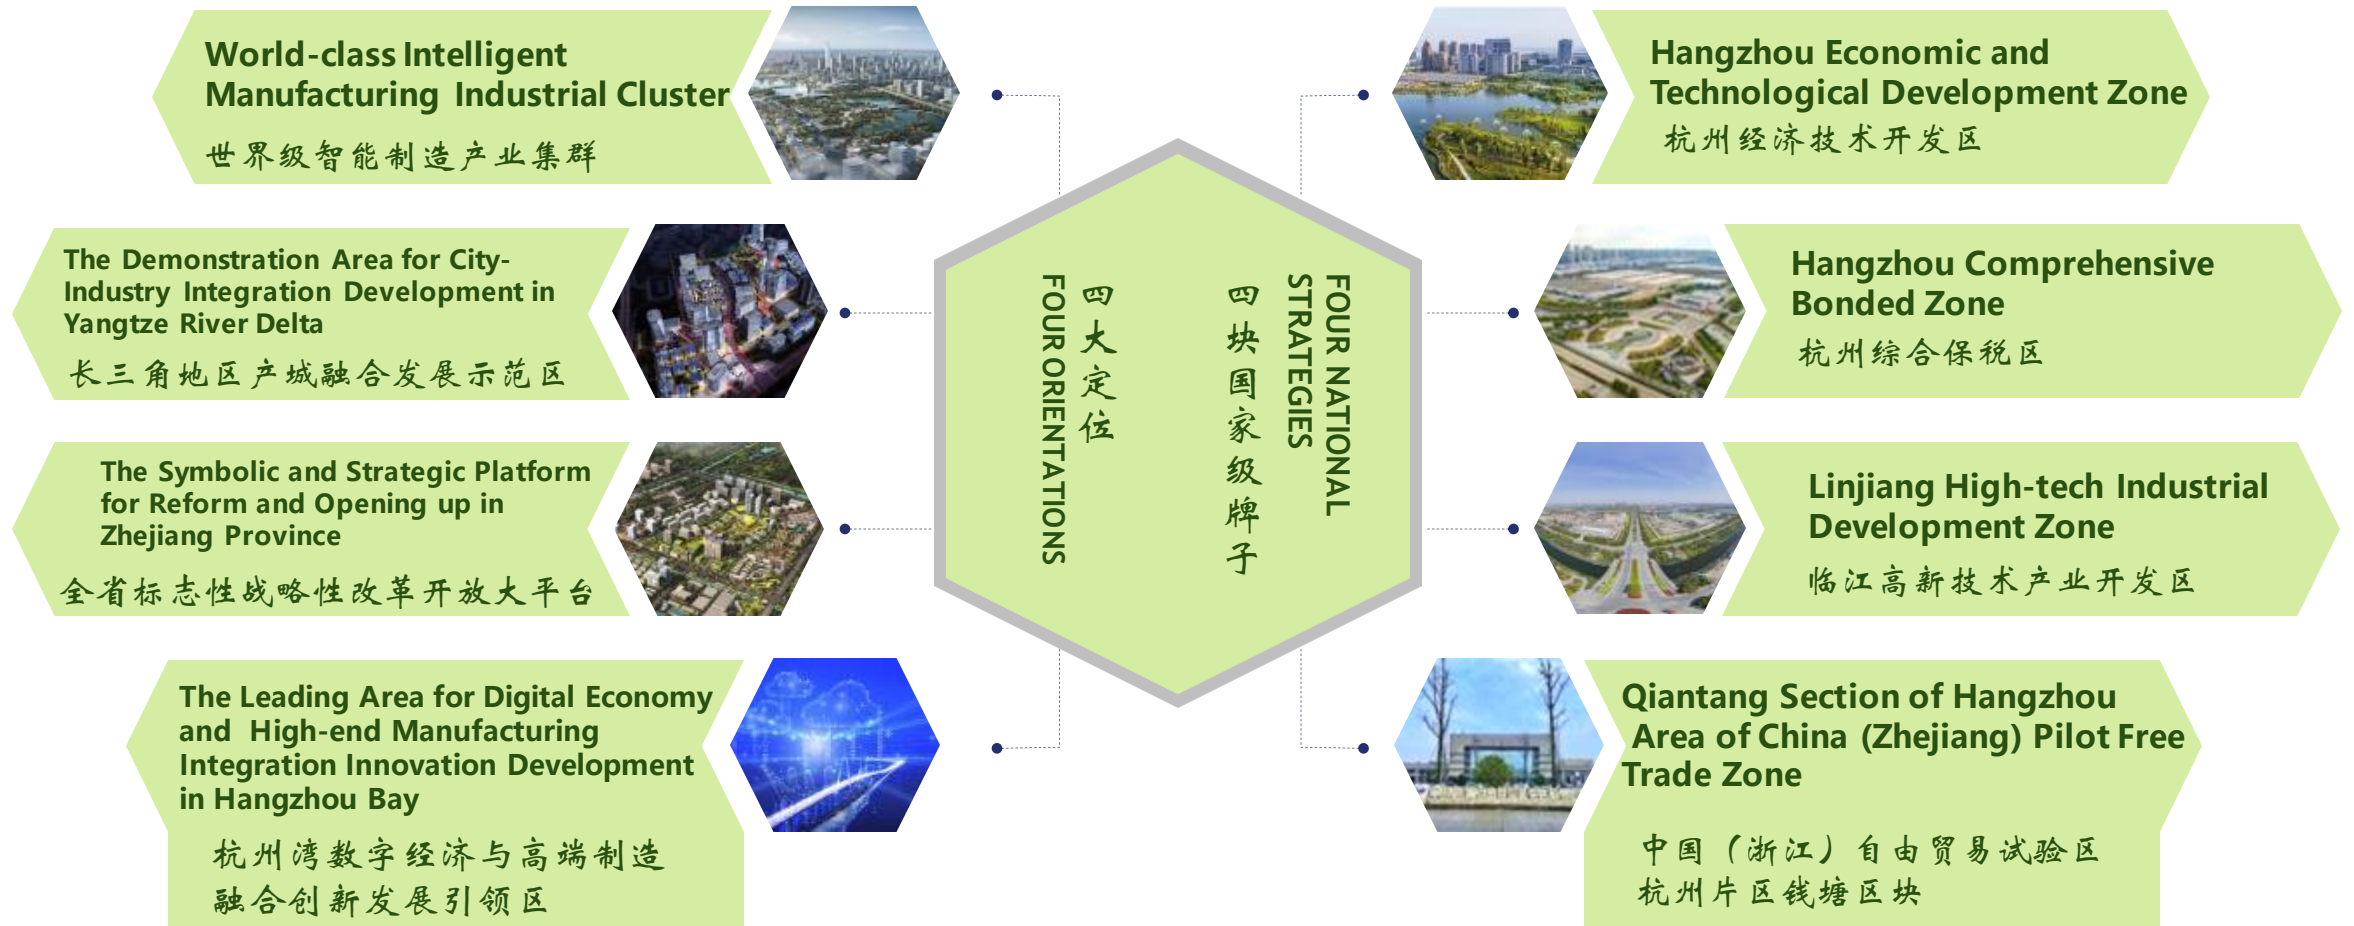 World-class Intelligent
Manufacturing Industrial Cluster
世界级智能制造产业集群
The Demonstration Area for City-
Industry Integration Development in
Yangtze River Delta
长三角地区产城融合发展示范区
The Symbolic and Strategic Platform
for Reform and Opening up in
Zhejiang Province
全省标志性战略性改革开放大平台
The Leading Area for Digital Economy
and High-end Manufacturing
Integration Innovation Development
in Hangzhou Bay
杭州湾数字经济与高端制造
融合创新发展引领区
四大定位
FOUR ORIENTATIONS
FOUR NATIONAL
STRATEGIES
四块国家级牌子
Hangzhou Economic and
Technological Development Zone
杭州经济技术开发区
Hangzhou Comprehensive
Bonded Zone
杭州综合保税区
Linjiang High-tech Industrial
Development Zone
临江高新技术产业开发区
Qiantang Section of Hangzhou
Area of China (Zhejiang) Pilot Free
Trade Zone
中国（浙江）自由贸易试验区
杭州片区钱塘区块